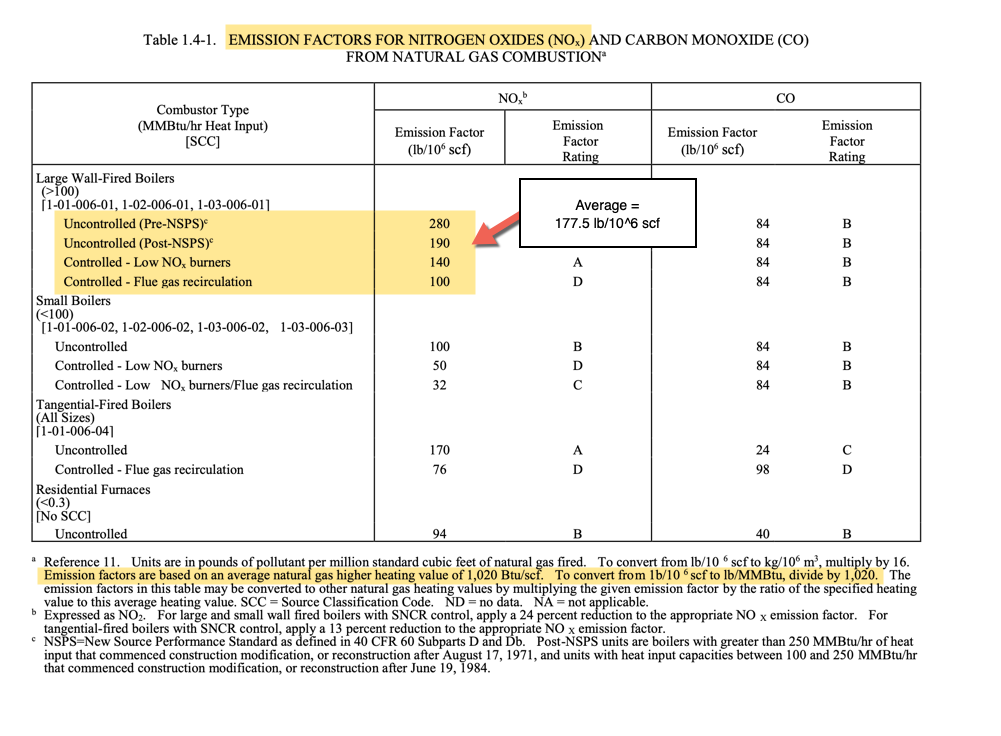 Table 1.4-1. EMISSION FACTORS FOR NITROGEN OXIDES (NOx) AND CARBON MONOXIDE (CO)
FROM NATURAL GAS COMBUSTIONa
Combustor Type
(MMBtu/hr Heat Input)
[SCC]
NOxb
CO
Emission Factor
(lb/10^6 scf)
Emission
Factor
Rating
Emission Factor
(lb/10^6 scf)
Emission
Factor
Rating
Large Wall-Fired Boilers
(>100)
[1-01-006-01, 1-02-006-01, 1-03-006-01]
Average =
177.5 lb/10^6 scf
Uncontrolled (Pre-NSPS)c 280 84 B
Uncontrolled (Post-NSPS)c 190 84 B
Controlled - Low NOx burners 140 A 84 B
Controlled - Flue gas recirculation 100 D 84 B
Small Boilers
(<100)
[1-01-006-02, 1-02-006-02, 1-03-006-02, 1-03-006-03]
Uncontrolled 100 B 84 B
Controlled - Low NOx burners 50 D 84 B
Controlled - Low NOx burners/Flue gas recirculation 32 C 84 B
Tangential-Fired Boilers
(All Sizes)
[1-01-006-04]
Uncontrolled 170 A 24 C
Controlled - Flue gas recirculation 76 D 98 D
Residential Furnaces
(<0.3)
[No SCC]
Uncontrolled 94 B 40 B
a Reference 11. Units are in pounds of pollutant per million standard cubic feet of natural gas fired. To convert from lb/10 6 scf to kg/10^6 m3, multiply by 16.
Emission factors are based on an average natural gas higher heating value of 1,020 Btu/scf. To convert from 1b/10 6 scf to lb/MMBtu, divide by 1,020. The
emission factors in this table may be converted to other natural gas heating values by multiplying the given emission factor by the ratio of the specified heating
value to this average heating value. SCC = Source Classification Code. ND = no data. NA = not applicable.
b Expressed as NO2. For large and small wall fired boilers with SNCR control, apply a 24 percent reduction to the appropriate NO X emission factor. For
tangential-fired boilers with SNCR control, apply a 13 percent reduction to the appropriate NO X emission factor.
c NSPS=New Source Performance Standard as defined in 40 CFR 60 Subparts D and Db. Post-NSPS units are boilers with greater than 250 MMBtu/hr of heat
input that commenced construction modification, or reconstruction after August 17, 1971, and units with heat input capacities between 100 and 250 MMBtu/hr
that commenced construction modification, or reconstruction after June 19, 1984.